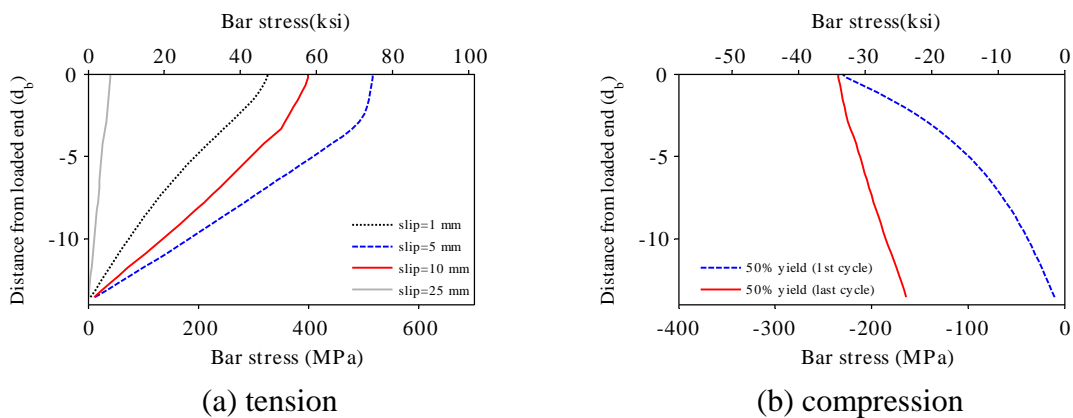 Bar stress(ksi)
0 20 40 60 80 100
Distance from loaded end (d_b)
0
-5
-10
slip=1 mm
slip=5 mm
slip=10 mm
slip=25 mm
0 200 400 600
Bar stress (MPa)
(a) tension
Bar stress(ksi)
-50 -40 -30 -20 -10 0
Distance from loaded end (d_b)
0
-5
-10
50% yield (1st cycle)
50% yield (last cycle)
-400 -300 -200 -100 0
Bar stress (MPa)
(b) compression